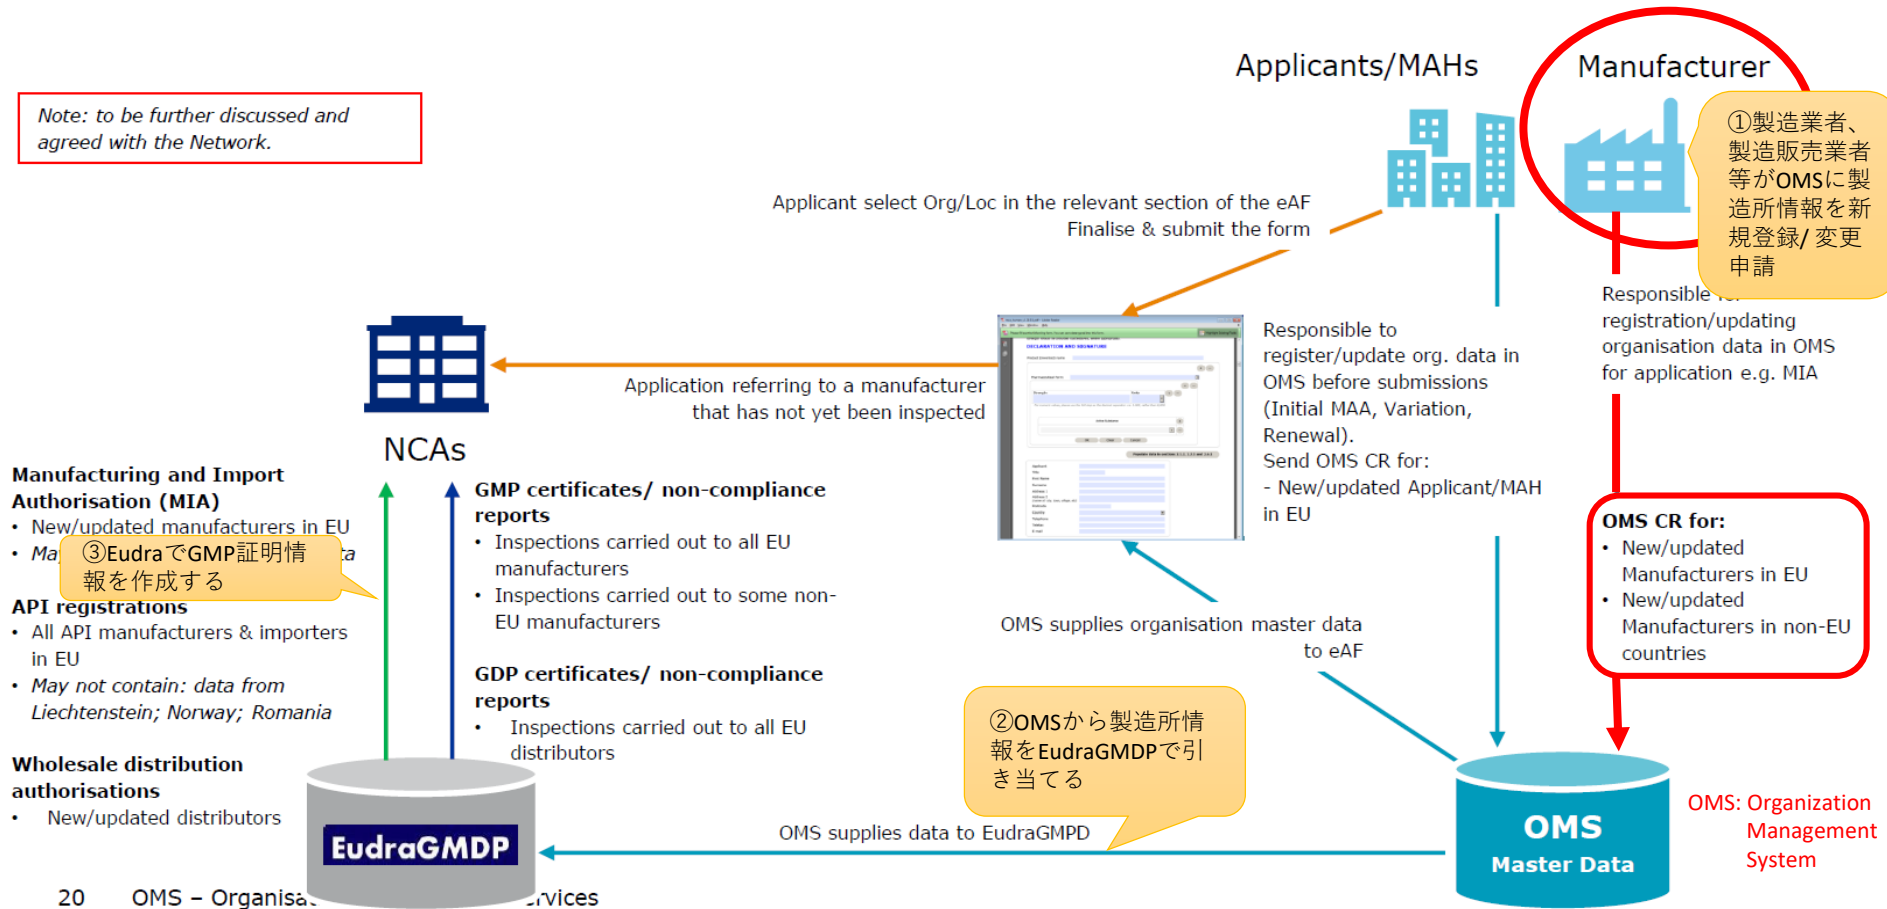 Applicants/MAHs
Manufacturer
Note: to be further discussed and
agreed with the Network.
①製造業者、
製造販売業者
等がOMSに製
造所情報を新
規登録/ 変更
申請
Applicant select Org/Loc in the relevant section of the eAF
Finalise & submit the form
Responsible for
registration/updating
organisation data in OMS
for application e.g. MIA
Responsible to
register/update org. data in
OMS before submissions
(Initial MAA, Variation,
Renewal).
Send OMS CR for:
- New/updated Applicant/MAH
in EU
Application referring to a manufacturer
that has not yet been inspected
DECLARATION AND SIGNATURE
NCAs
Manufacturing and Import
Authorisation (MIA)
• New/updated manufacturers in EU
• May
③EudraでGMP証明情
報を作成する
API registrations
• All API manufacturers & importers
in EU
• May not contain: data from
Liechtenstein; Norway; Romania
Wholesale distribution
authorisations
• New/updated distributors
GMP certificates/ non-compliance
reports
• Inspections carried out to all EU
manufacturers
• Inspections carried out to some non-
EU manufacturers
GDP certificates/ non-compliance
reports
• Inspections carried out to all EU
distributors
OMS CR for:
• New/updated
Manufacturers in EU
• New/updated
Manufacturers in non-EU
countries
OMS supplies organisation master data
to eAF
②OMSから製造所情
報をEudraGMDPで引
き当てる
OMS supplies data to EudraGMPD
EudraGMDP
OMS
Master Data
OMS: Organization
Management
System
20 OMS – Organisa